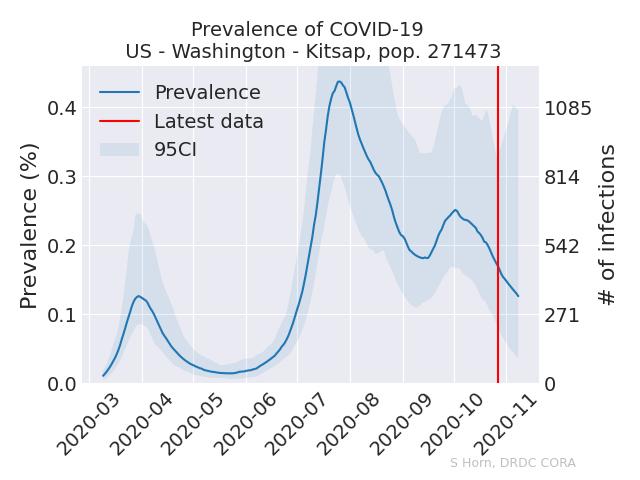 Prevalence of COVID-19
US - Washington - Kitsap, pop. 271473
Prevalence
Latest data
95CI
Prevalence (%)
0.4
0.3
0.2
0.1
0.0
1085
814
542
271
0
# of infections
2020-03
2020-04
2020-05
2020-06
2020-07
2020-08
2020-09
2020-10
2020-11
S Horn, DRDC CORA